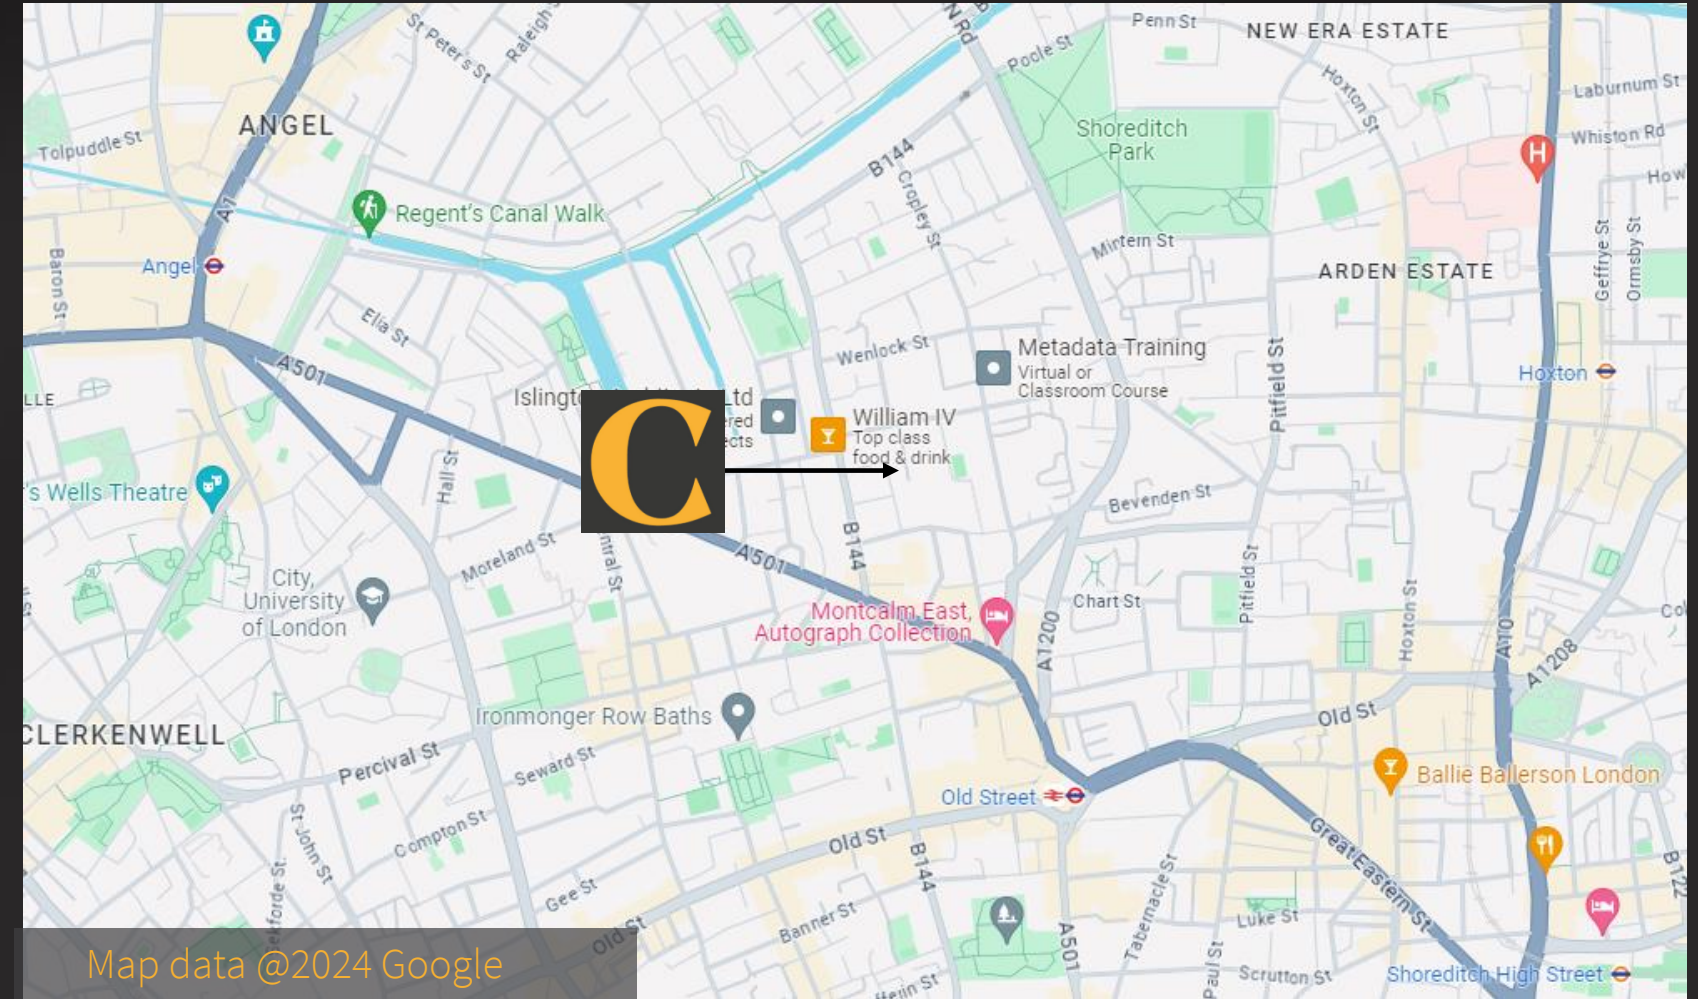 St Peter's St
Penn St
NEW ERA ESTATE
Poole St
Hoxton St
Laburnum St
ANGEL
Tolpuddle St
Shoreditch
Park
Whiston Rd
H
B144
Cropley St
A1
Regent's Canal Walk
Mintern St
Geffrye St
Ormsby St
Baron St
Angel
ARDEN ESTATE
Elia St
Wenlock St
Metadata Training
Virtual or
Classroom Course
Pitfield St
Hoxton
A501
Ltd
William IV
Top class
food & drink
C
's Wells Theatre
Hall St
Bevenden St
B144
Moreland St
A501
Pitfield St
City,
University
of London
Chart St
Hoxton St
Montcalm East,
Autograph Collection
A1200
A10
A1208
Ironmonger Row Baths
Old St
CLERKENWELL
Percival St
Seward St
Ballie Ballerson London
Old Street
St John St
Compton St
Old St
B144
Great Eastern St
Gee St
Banner St
Luke St
Tabernacle St
Old St
A501
Paul St
Scrutton St
Shoreditch High Street
Map data @2024 Google